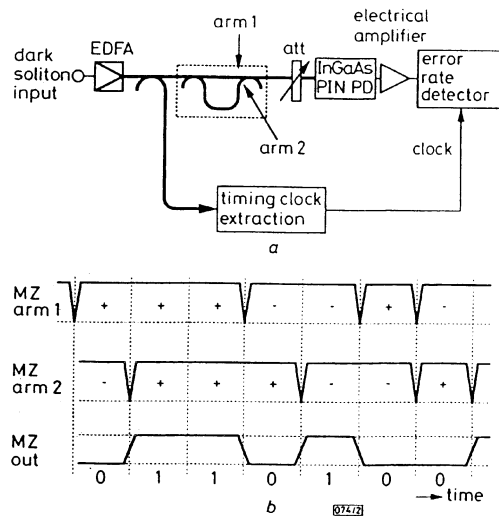 arm 1
electrical
amplifier
EDFA
att
dark
soliton
input
InGaAs
PIN PD
error
rate
detector
arm 2
clock
timing clock
extraction
a
MZ
arm 1
+ + + - - + -
MZ
arm 2
- + + + - - + -
MZ
out
0 1 1 0 1 0 0
b
074/2
→ time